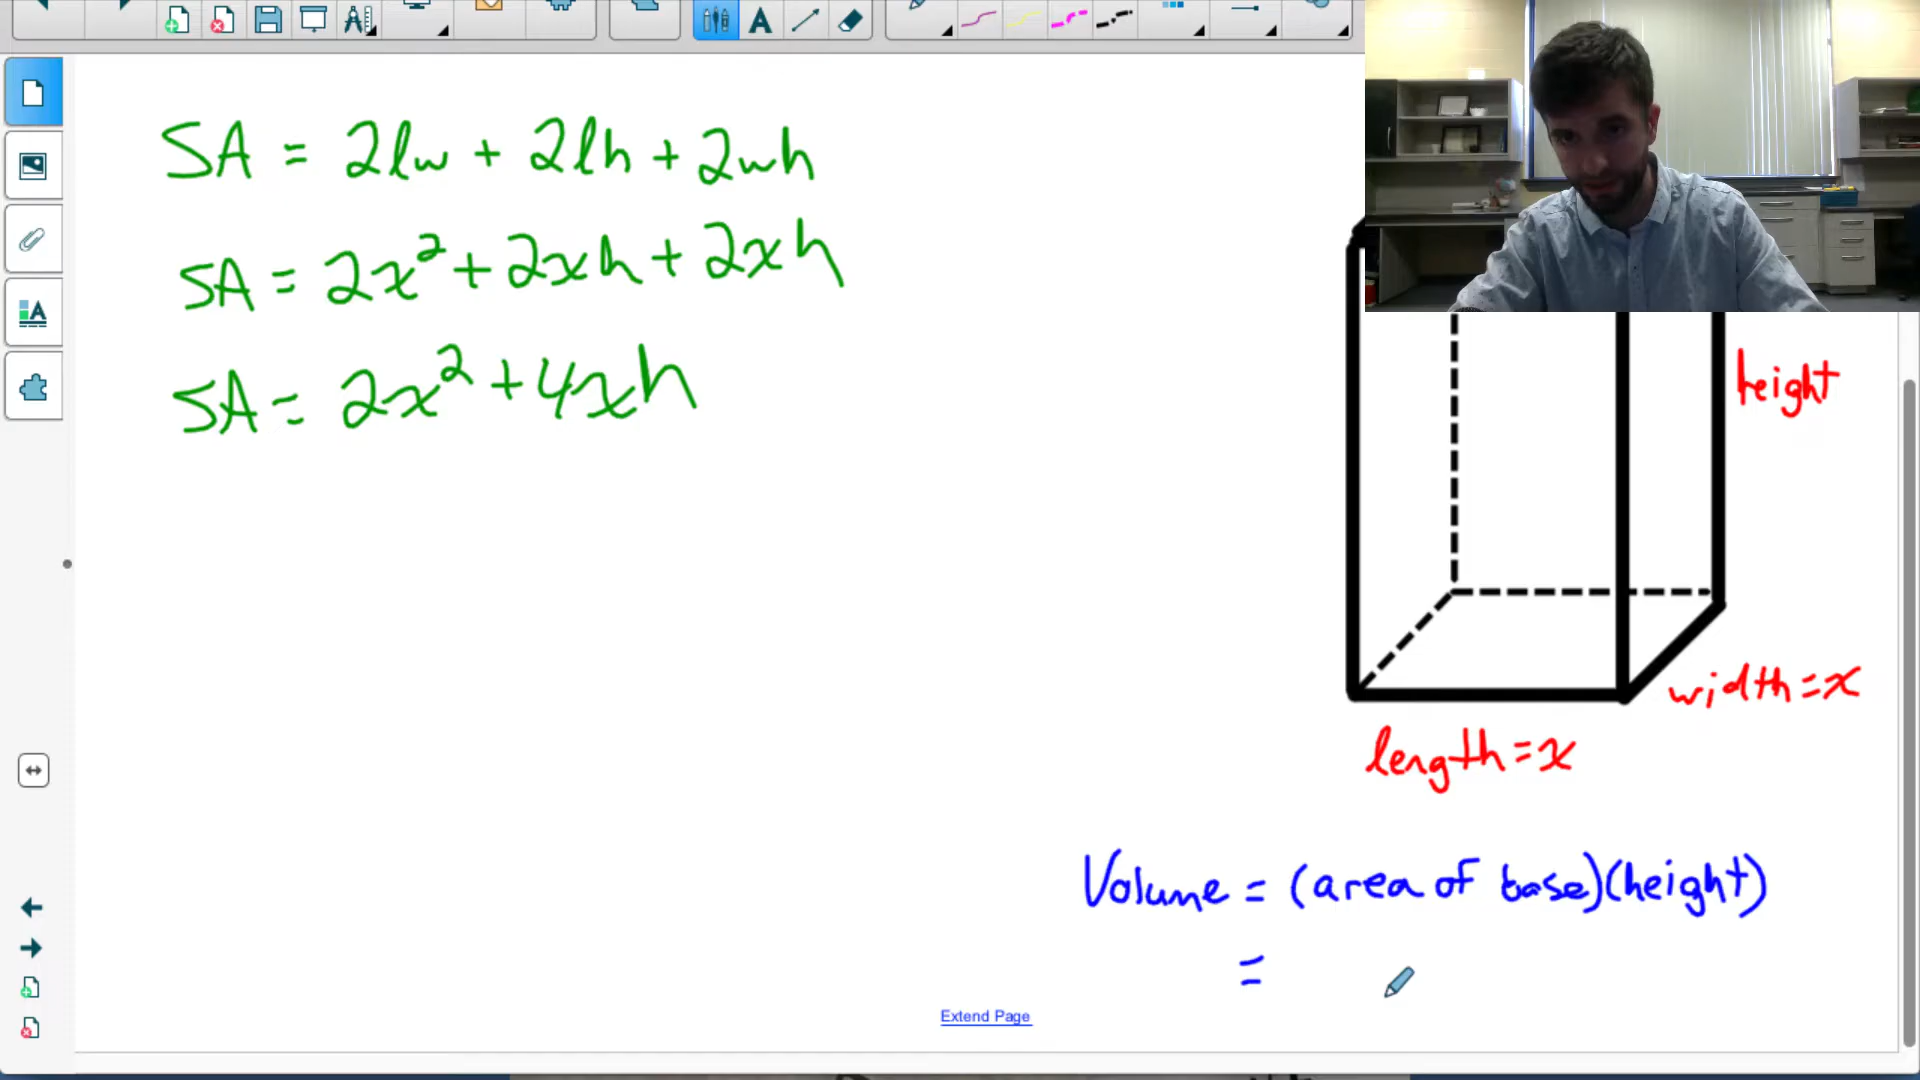 SA = 2lw + 2lh + 2wh
SA = 2x² + 2xh + 2xh
SA = 2x² + 4xh
height
width = x
length = x
Volume = (area of base)(height)
=
Extend Page